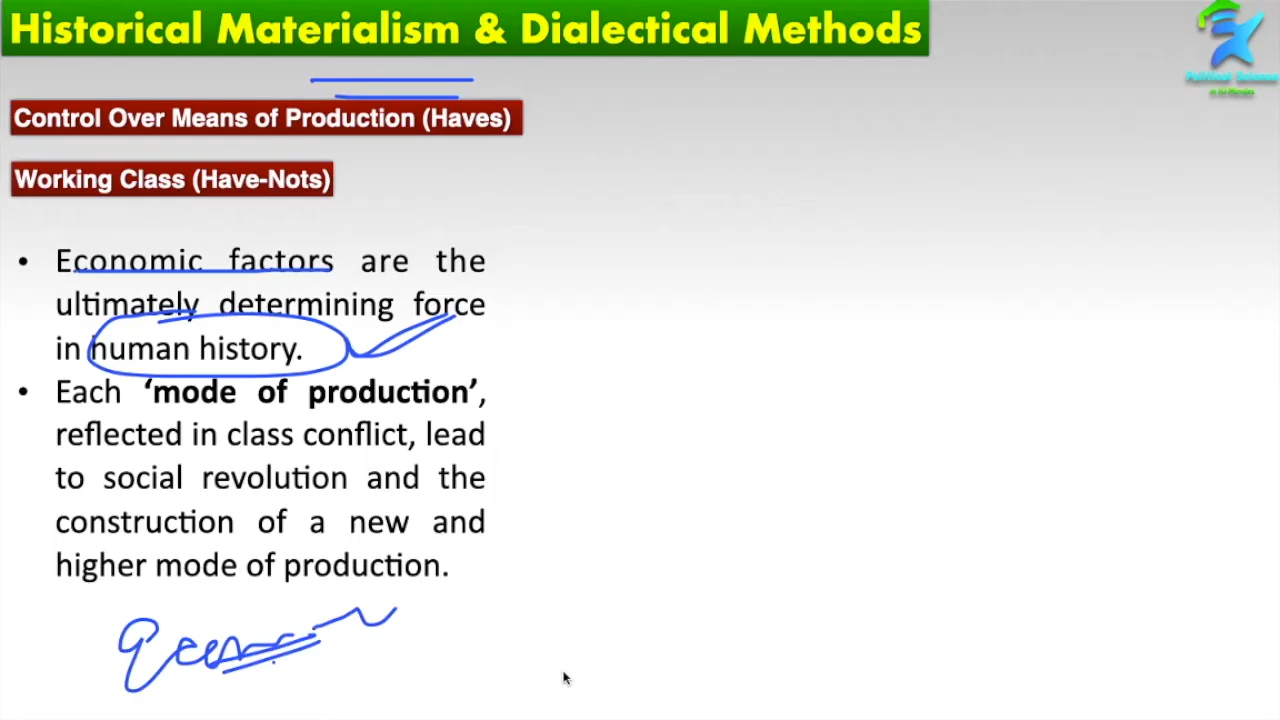 Historical Materialism & Dialectical Methods
Political Science
Control Over Means of Production (Haves)
Working Class (Have-Nots)
• Economic factors are the
ultimately determining force
in human history.
• Each ‘mode of production’,
reflected in class conflict, lead
to social revolution and the
construction of a new and
higher mode of production.